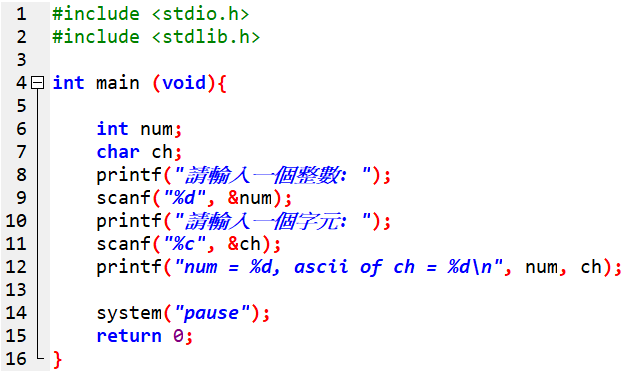 1 #include <stdio.h>
2 #include <stdlib.h>
3
4 int main (void){
5
6 int num;
7 char ch;
8 printf("請輸入一個整數: ");
9 scanf("%d", &num);
10 printf("請輸入一個字元: ");
11 scanf("%c", &ch);
12 printf("num = %d, ascii of ch = %d\n", num, ch);
13
14 system("pause");
15 return 0;
16 }